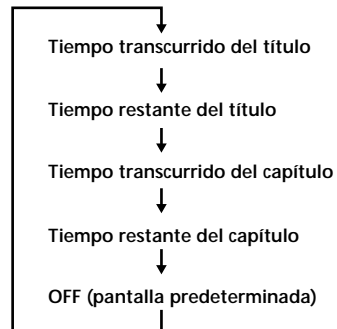 Tiempo transcurrido del título
Tiempo restante del título
Tiempo transcurrido del capítulo
Tiempo restante del capítulo
OFF (pantalla predeterminada)